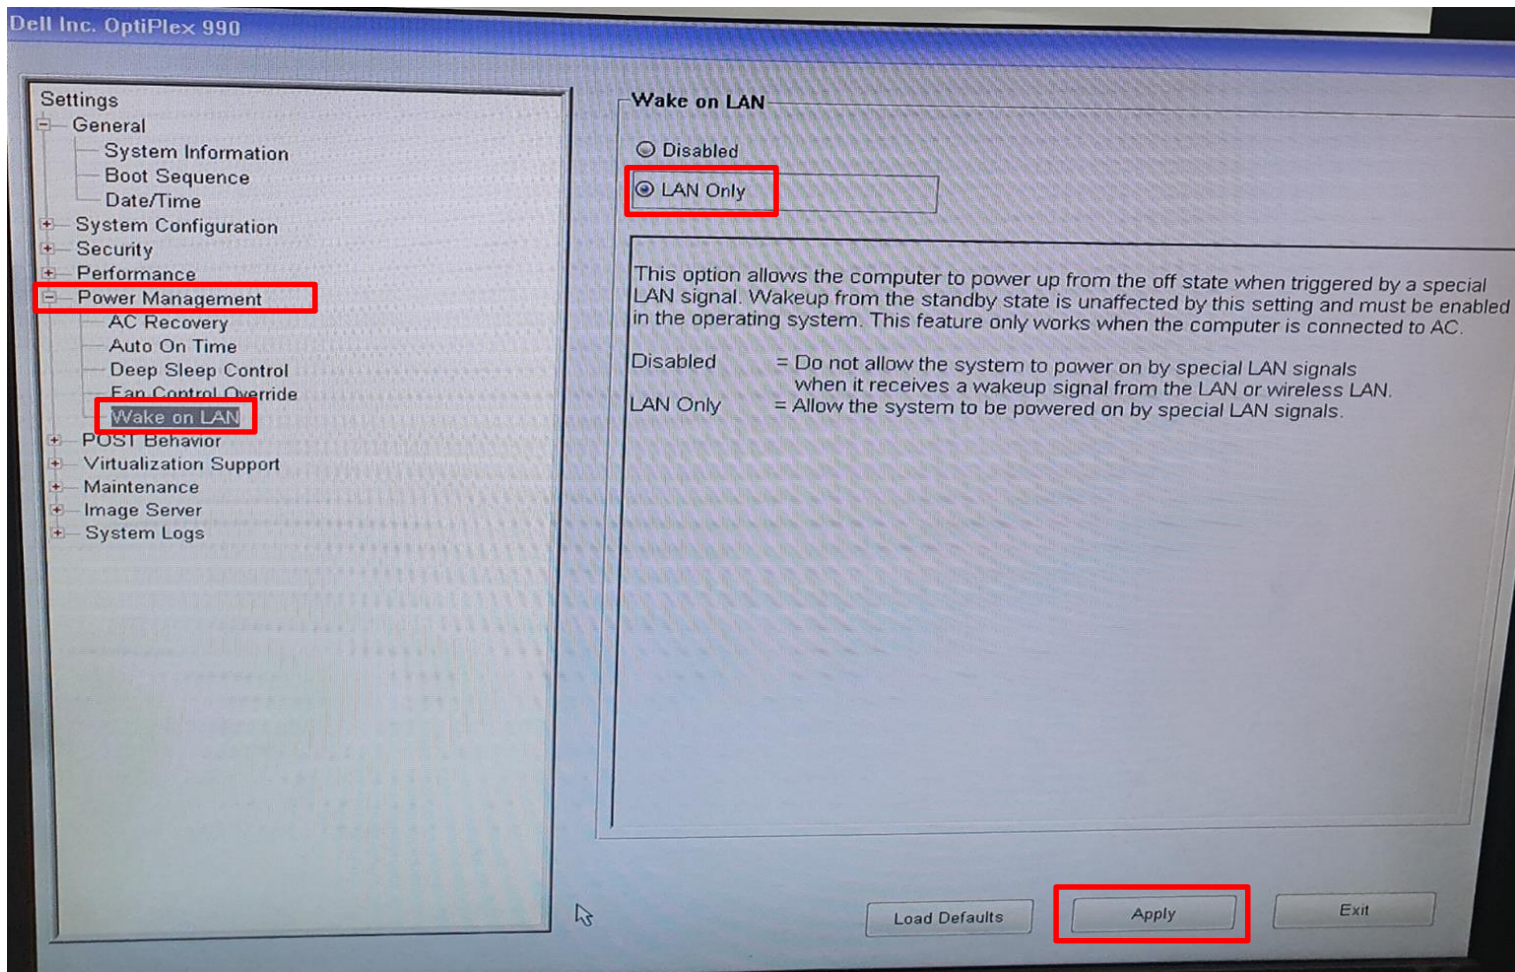 Dell Inc. OptiPlex 990
Settings
General
System Information
Boot Sequence
Date/Time
System Configuration
Security
Performance
Power Management
AC Recovery
Auto On Time
Deep Sleep Control
Fan Control Override
Wake on LAN
POST Behavior
Virtualization Support
Maintenance
Image Server
System Logs
Wake on LAN
Disabled
LAN Only
This option allows the computer to power up from the off state when triggered by a special
LAN signal. Wakeup from the standby state is unaffected by this setting and must be enabled
in the operating system. This feature only works when the computer is connected to AC.
Disabled = Do not allow the system to power on by special LAN signals
when it receives a wakeup signal from the LAN or wireless LAN.
LAN Only = Allow the system to be powered on by special LAN signals.
Load Defaults
Apply
Exit